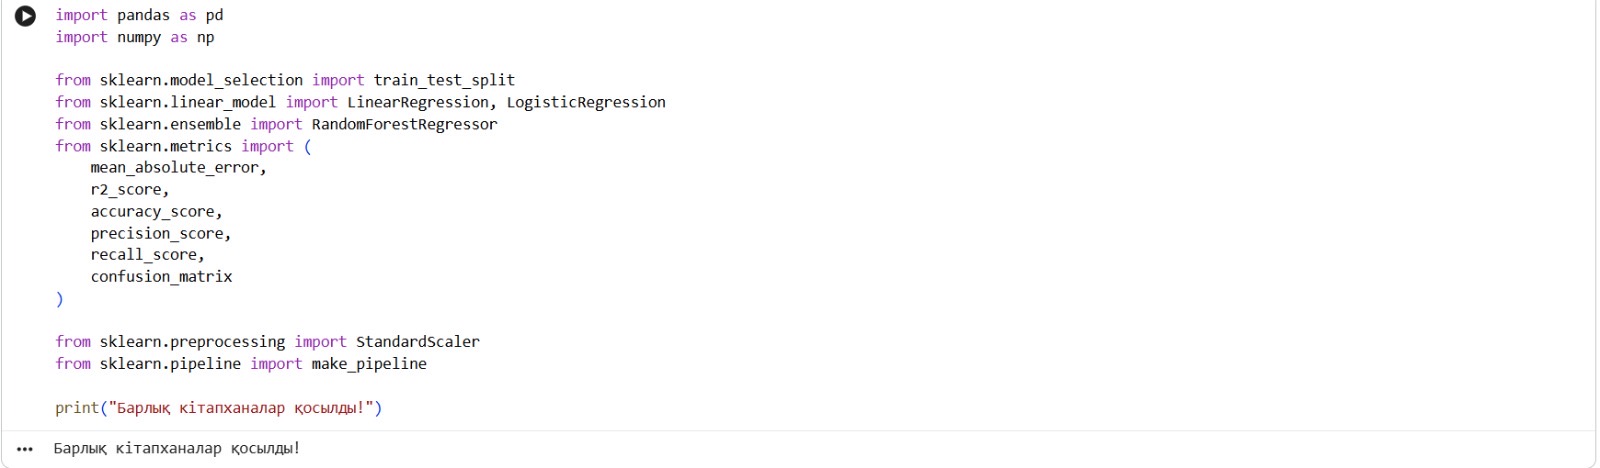 import pandas as pd
import numpy as np
from sklearn.model_selection import train_test_split
from sklearn.linear_model import LinearRegression, LogisticRegression
from sklearn.ensemble import RandomForestRegressor
from sklearn.metrics import (
    mean_absolute_error,
    r2_score,
    accuracy_score,
    precision_score,
    recall_score,
    confusion_matrix
)
from sklearn.preprocessing import StandardScaler
from sklearn.pipeline import make_pipeline
print("Барлық кітапханалар қосылды!")
Барлық кітапханалар қосылды!